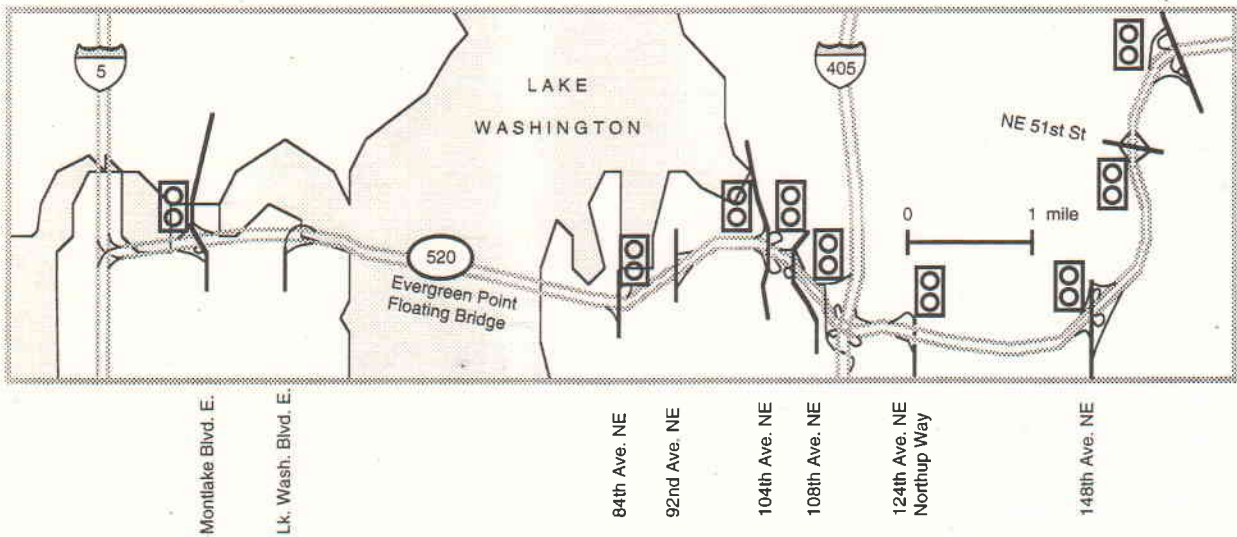 5
LAKE
WASHINGTON
405
NE 51st St
0 1 mile
520
Evergreen Point
Floating Bridge
Montlake Blvd. E.
Lk. Wash. Blvd. E.
84th Ave. NE
92nd Ave. NE
104th Ave. NE
108th Ave. NE
124th Ave. NE
Northup Way
148th Ave. NE